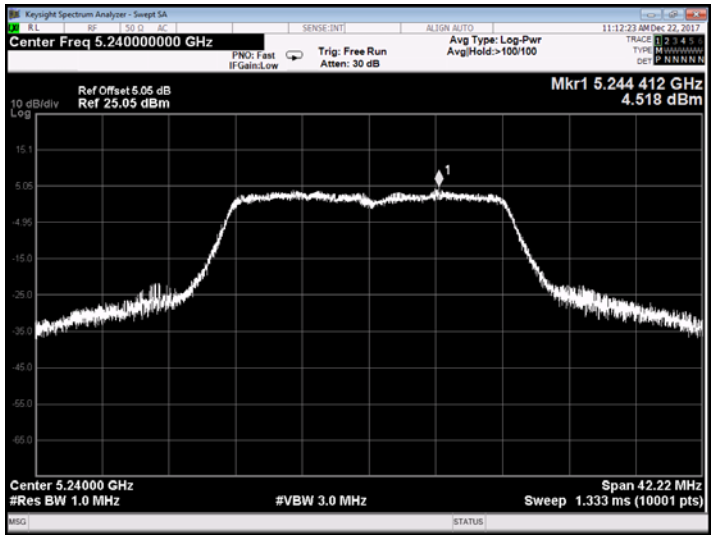 Keysight Spectrum Analyzer - Swept SA
RL RF 50 Ω AC SENSE:INT ALIGN AUTO 11:12:23 AM Dec 22, 2017
Center Freq 5.240000000 GHz
PNO: Fast
IFGain:Low
Trig: Free Run
Atten: 30 dB
Avg Type: Log-Pwr
Avg|Hold:>100/100
TRACE 1 2 3 4 5 6
TYPE M WWWWW
DET P N N N N N
Ref Offset 5.05 dB
Ref 25.05 dBm
10 dB/div
Log
Mkr1 5.244 412 GHz
4.518 dBm
1
15.1
5.05
-4.95
-15.0
-25.0
-35.0
-45.0
-55.0
-65.0
Center 5.24000 GHz
Span 42.22 MHz
#Res BW 1.0 MHz
#VBW 3.0 MHz
Sweep 1.333 ms (10001 pts)
MSG
STATUS